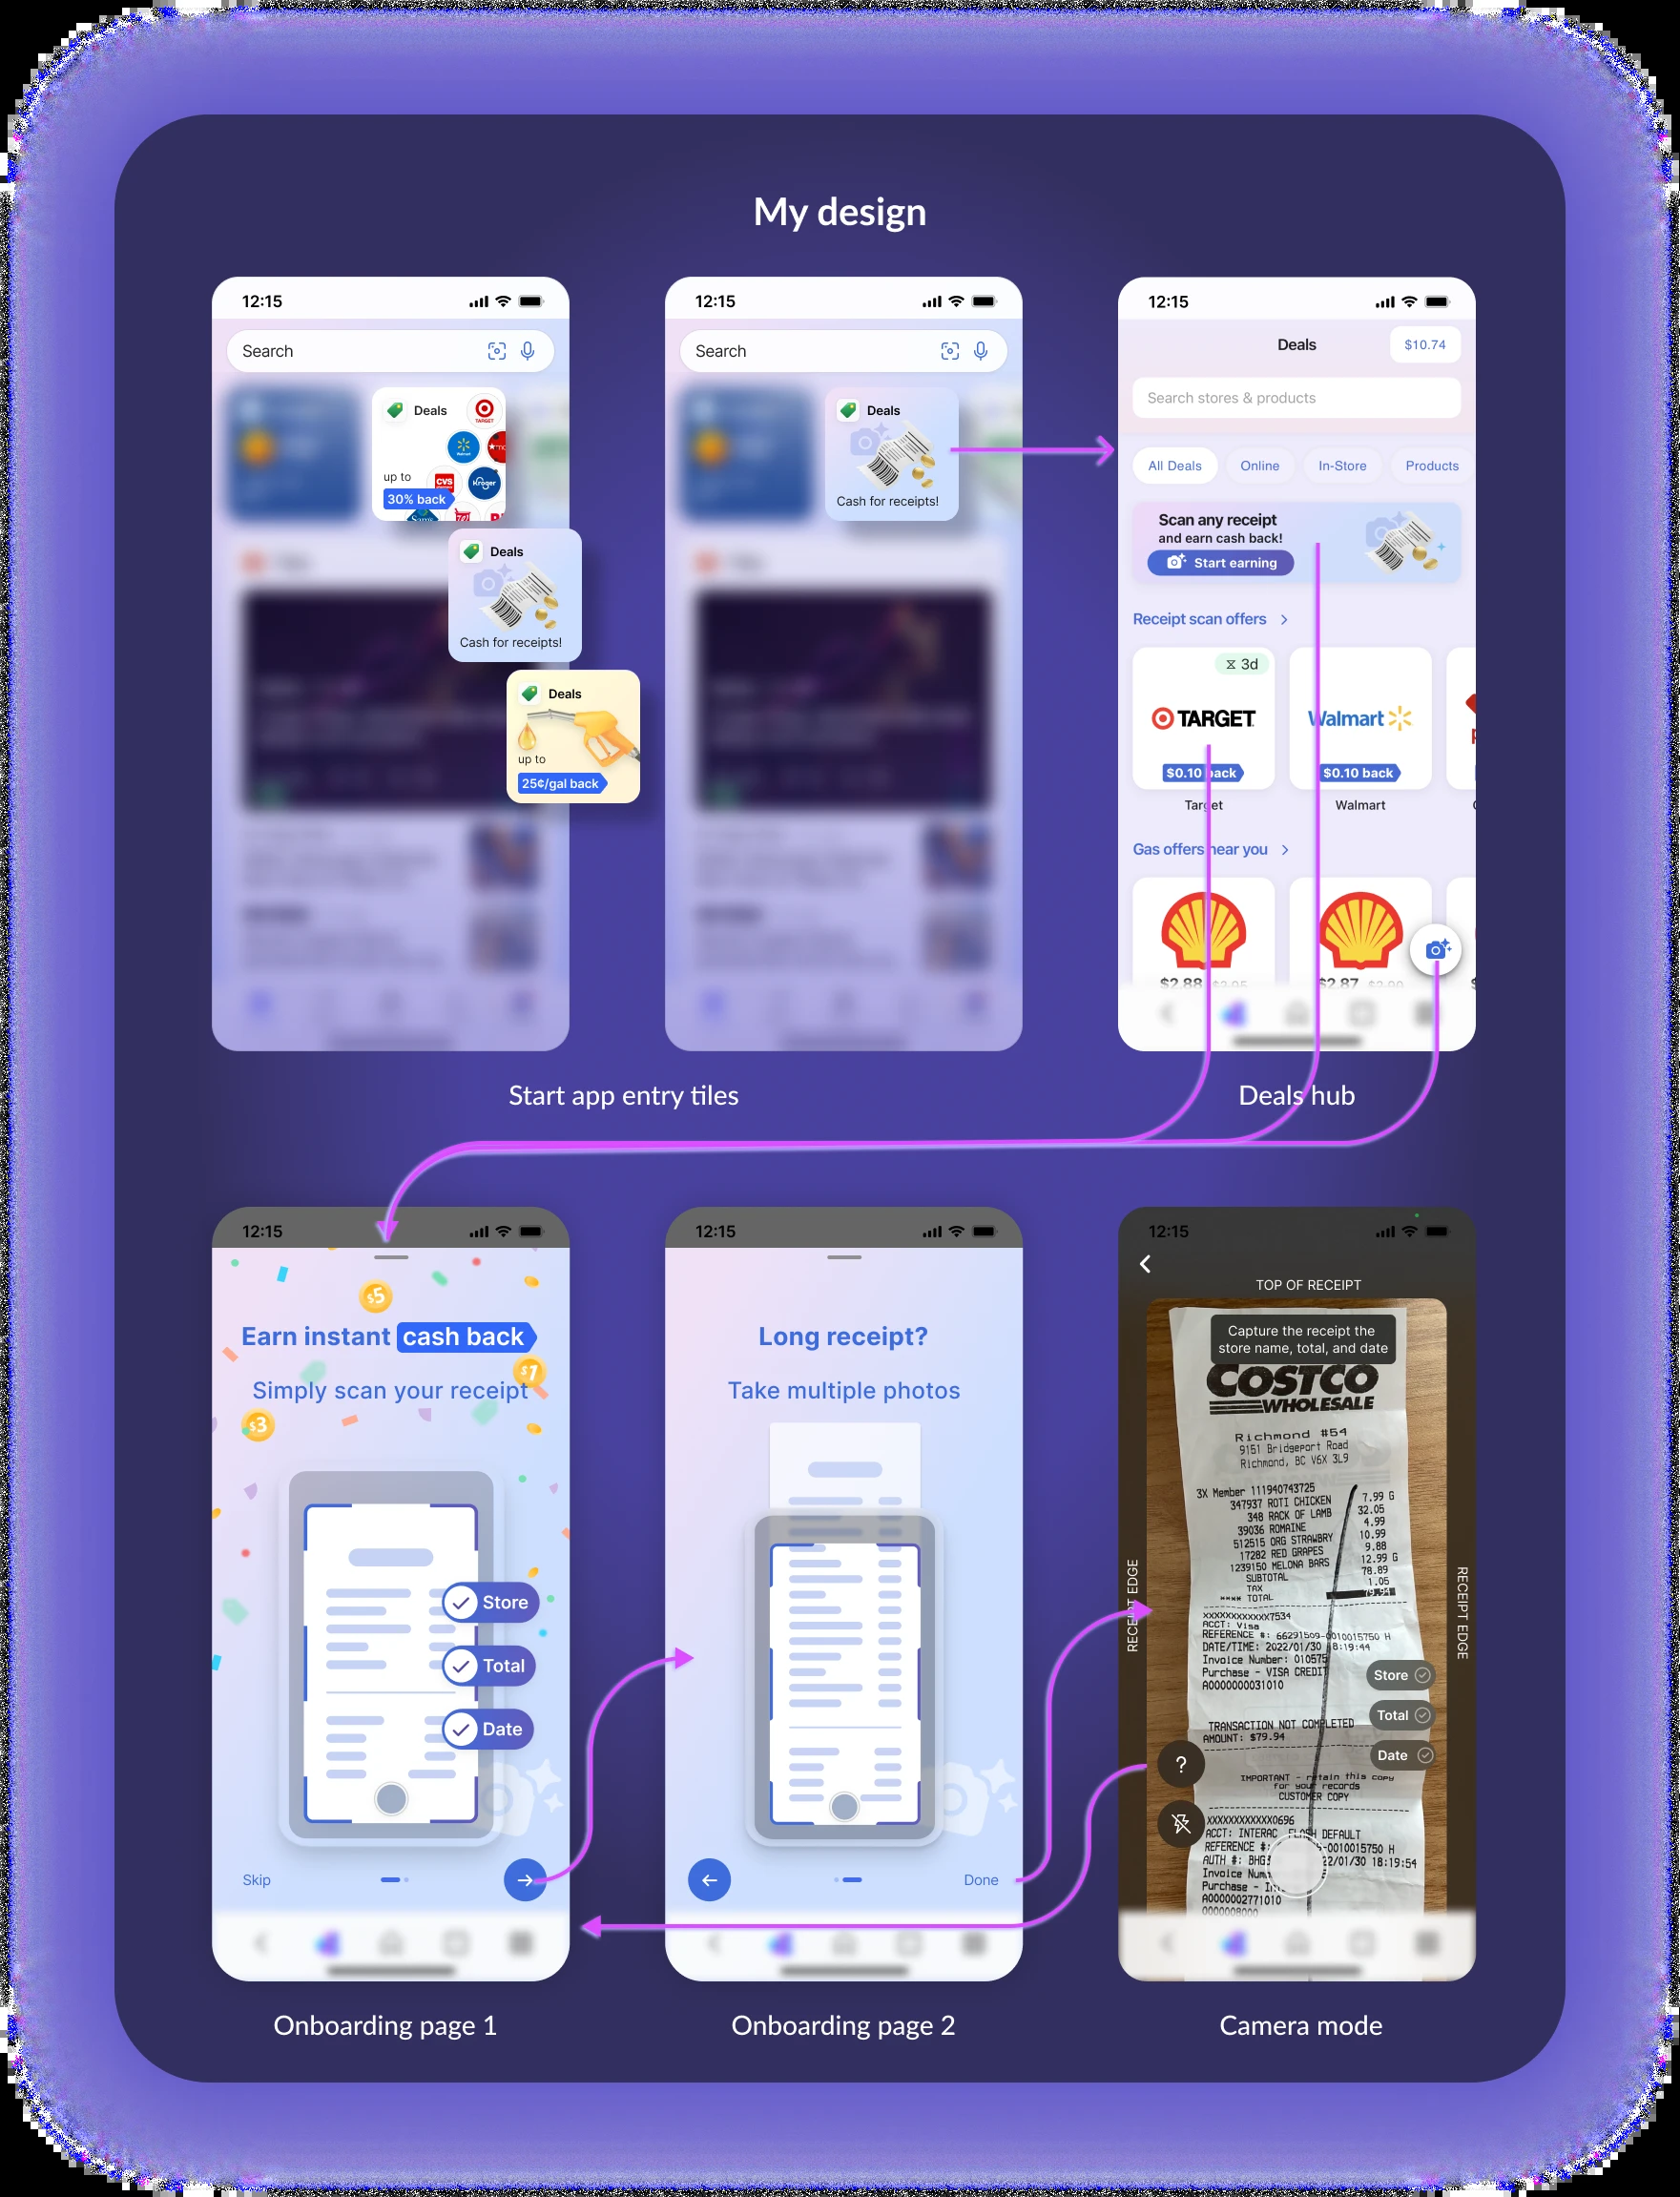 My design
12:15
Search
Deals
TARGET
Walmart
up to
CVS
Kroger
30% back
Deals
Cash for receipts!
Deals
up to
25¢/gal back
12:15
Search
Deals
Cash for receipts!
12:15
Deals
$10.74
Search stores & products
All Deals
Online
In-Store
Products
Scan any receipt
and earn cash back!
Start earning
Receipt scan offers
3d
TARGET
Walmart
$0.10 back
$0.10 back
Target
Walmart
Gas offers near you
$2.88
$2.87
Start app entry tiles
Deals hub
12:15
$5
Earn instant cash back
$1
Simply scan your receipt
$3
Store
Total
Date
Skip
12:15
Long receipt?
Take multiple photos
Done
12:15
TOP OF RECEIPT
Capture the receipt the
store name, total, and date
COSTCO
WHOLESALE
Richmond #54
9151 Bridgeport Road
Richmond, BC V6X 3L9
3X Member 111940743725
347937 ROTI CHICKEN 7.99 G
348 RACK OF LAMB 32.05
39036 ROMAINE 4.99
512515 ORG STRAWBRY 10.99
17282 RED GRAPES 9.88
1239150 MELONA BARS 12.99 G
SUBTOTAL 78.89
TAX 1.05
**** TOTAL 79.94
XXXXXXXXXXXX7534
ACCT: Visa
REFERENCE #: 66291509-0010015750 H
DATE/TIME: 2022/01/30 18:19:44
Invoice Number: 010575
Purchase - VISA CREDIT
A0000000031010
TRANSACTION NOT COMPLETED
AMOUNT: $79.94
IMPORTANT - retain this copy
for your records
CUSTOMER COPY
XXXXXXXXXXXX0696
ACCT: INTERAC FLASH DEFAULT
REFERENCE #: -0010015750 H
AUTH #: 22/01/30 18:19:54
Invoice
Purchase -
A0000002771010
0000008000
RECEIPT EDGE
RECEIPT EDGE
Store
Total
Date
?
Onboarding page 1
Onboarding page 2
Camera mode